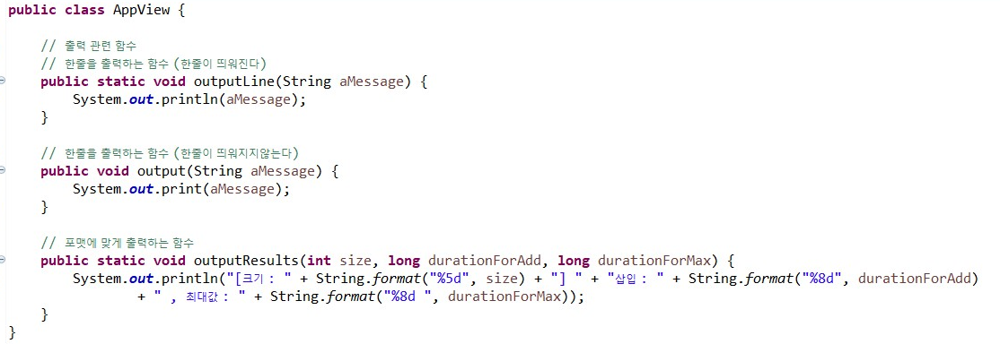 public class AppView {
// 출력 관련 함수
// 한줄을 출력하는 함수 (한줄이 띄워진다)
public static void outputLine(String aMessage) {
System.out.println(aMessage);
}
// 한줄을 출력하는 함수 (한줄이 띄워지지않는다)
public void output(String aMessage) {
System.out.print(aMessage);
}
// 포맷에 맞게 출력하는 함수
public static void outputResults(int size, long durationForAdd, long durationForMax) {
System.out.println("[크기 : " + String.format("%5d", size) + "] " + "삽입 : " + String.format("%8d", durationForAdd)
+ " , 최대값 : " + String.format("%8d ", durationForMax));
}
}